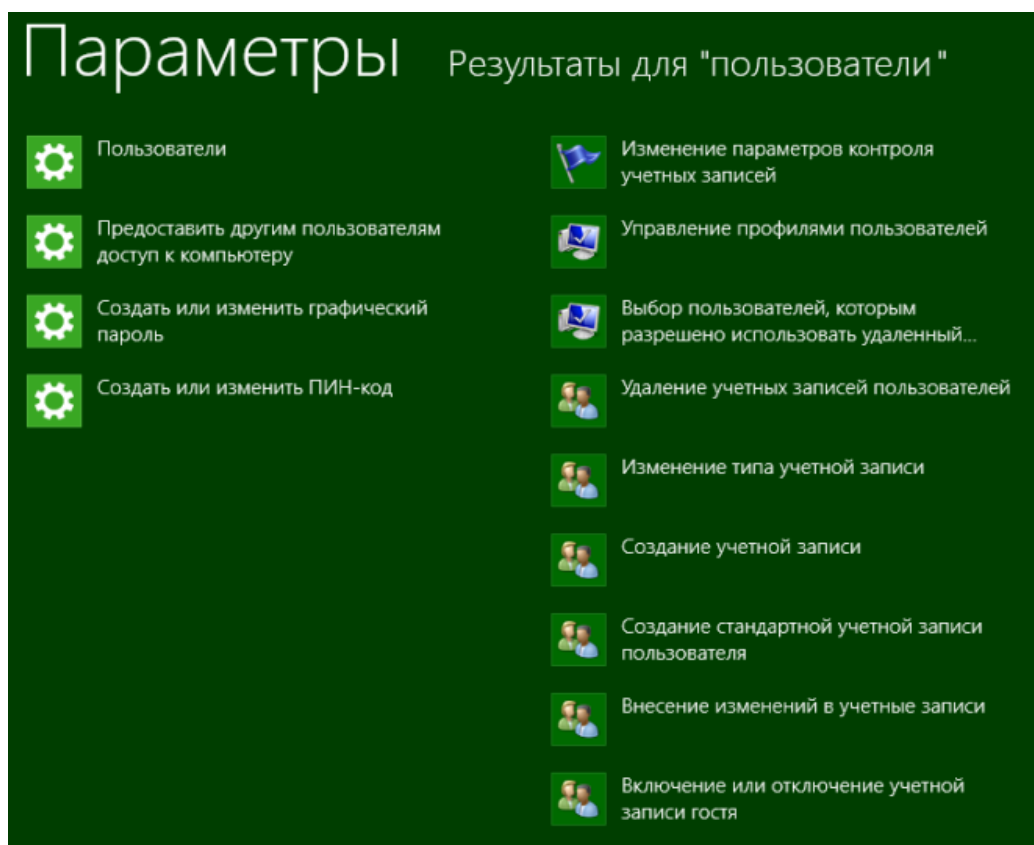 Параметры Результаты для "пользователи"
Пользователи
Предоставить другим пользователям
доступ к компьютеру
Создать или изменить графический
пароль
Создать или изменить ПИН-код
Изменение параметров контроля
учетных записей
Управление профилями пользователей
Выбор пользователей, которым
разрешено использовать удаленный...
Удаление учетных записей пользователей
Изменение типа учетной записи
Создание учетной записи
Создание стандартной учетной записи
пользователя
Внесение изменений в учетные записи
Включение или отключение учетной
записи гостя